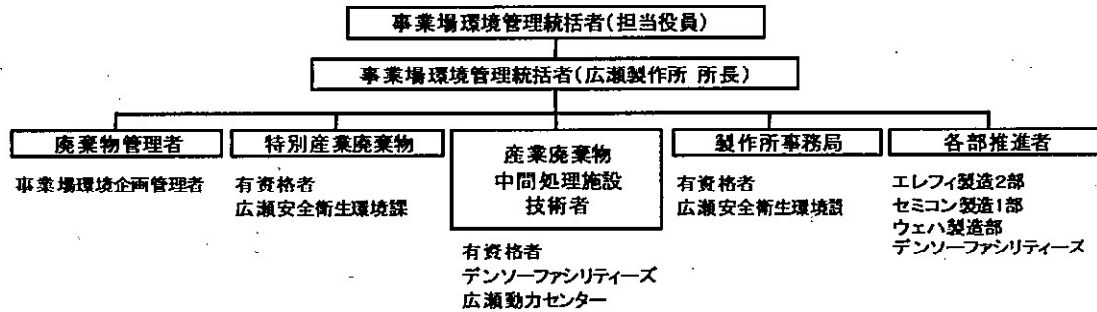 事業場環境管理統括者(担当役員)
事業場環境管理統括者(広瀬製作所 所長)
廃棄物管理者
事業場環境企画管理者
特別産業廃棄物
有資格者
広瀬安全衛生環境課
産業廃棄物
中間処理施設
技術者
有資格者
デンソーファシリティーズ
広瀬動力センター
製作所事務局
有資格者
広瀬安全衛生環境課
各部推進者
エレフィ製造2部
セミコン製造1部
ウェハ製造部
デンソーファシリティーズ